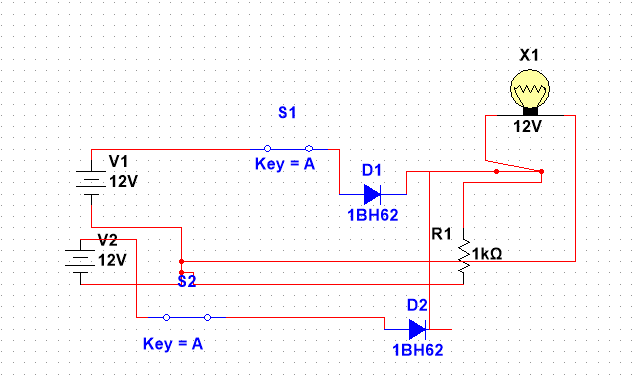 X1
12V
S1
Key = A
V1
12V
D1
1BH62
R1
1kΩ
V2
12V
S2
Key = A
D2
1BH62